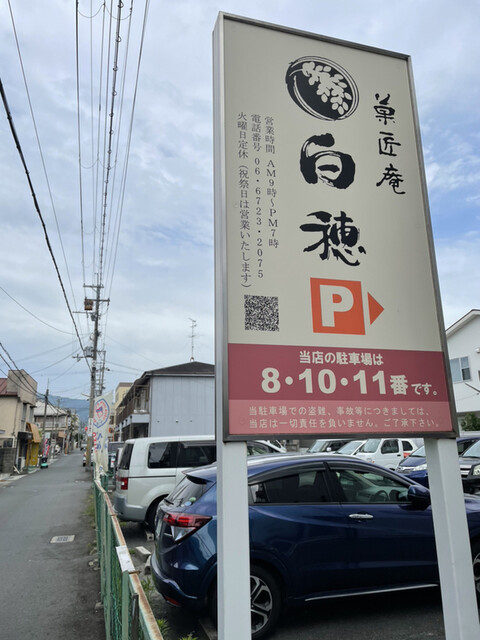 菓匠庵
白穂
営業時間 AM9時〜PM7時
電話番号 06・6723・2075
火曜日定休(祝祭日は営業いたします)
P
当店の駐車場は
8・10・11番です。
当駐車場での盗難、事故等につきましては、
当店は一切責任を負いません。ご了承下さい。